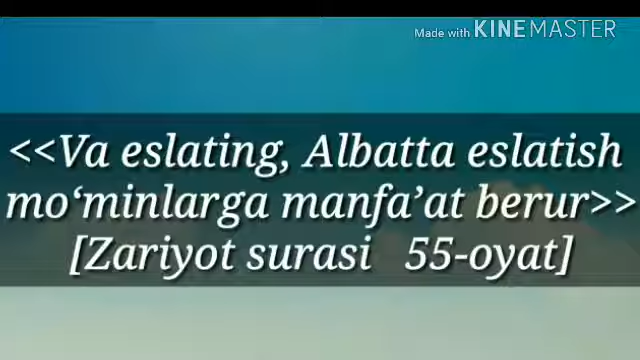 Made with KINEMASTER
<<Va eslating, Albatta eslatish
mo‘minlarga manfa’at berur>>
[Zariyot surasi 55-oyat]